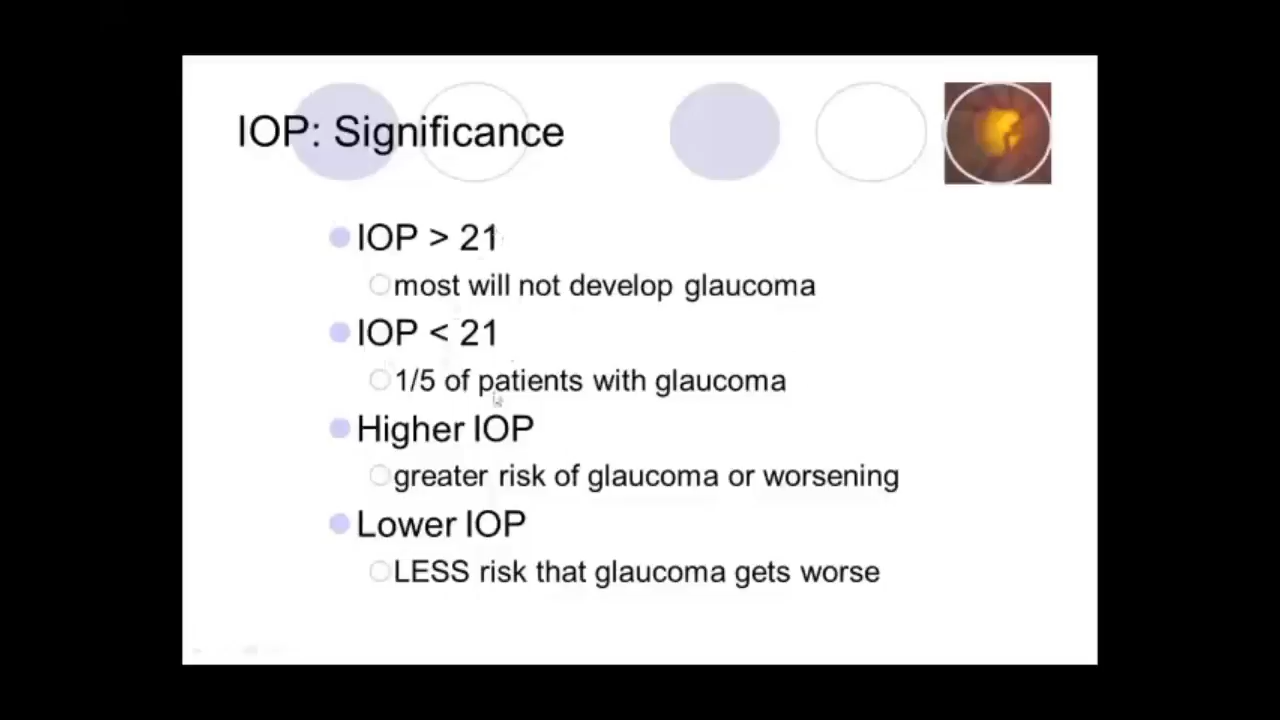 IOP: Significance
IOP > 21
most will not develop glaucoma
IOP < 21
1/5 of patients with glaucoma
Higher IOP
greater risk of glaucoma or worsening
Lower IOP
LESS risk that glaucoma gets worse